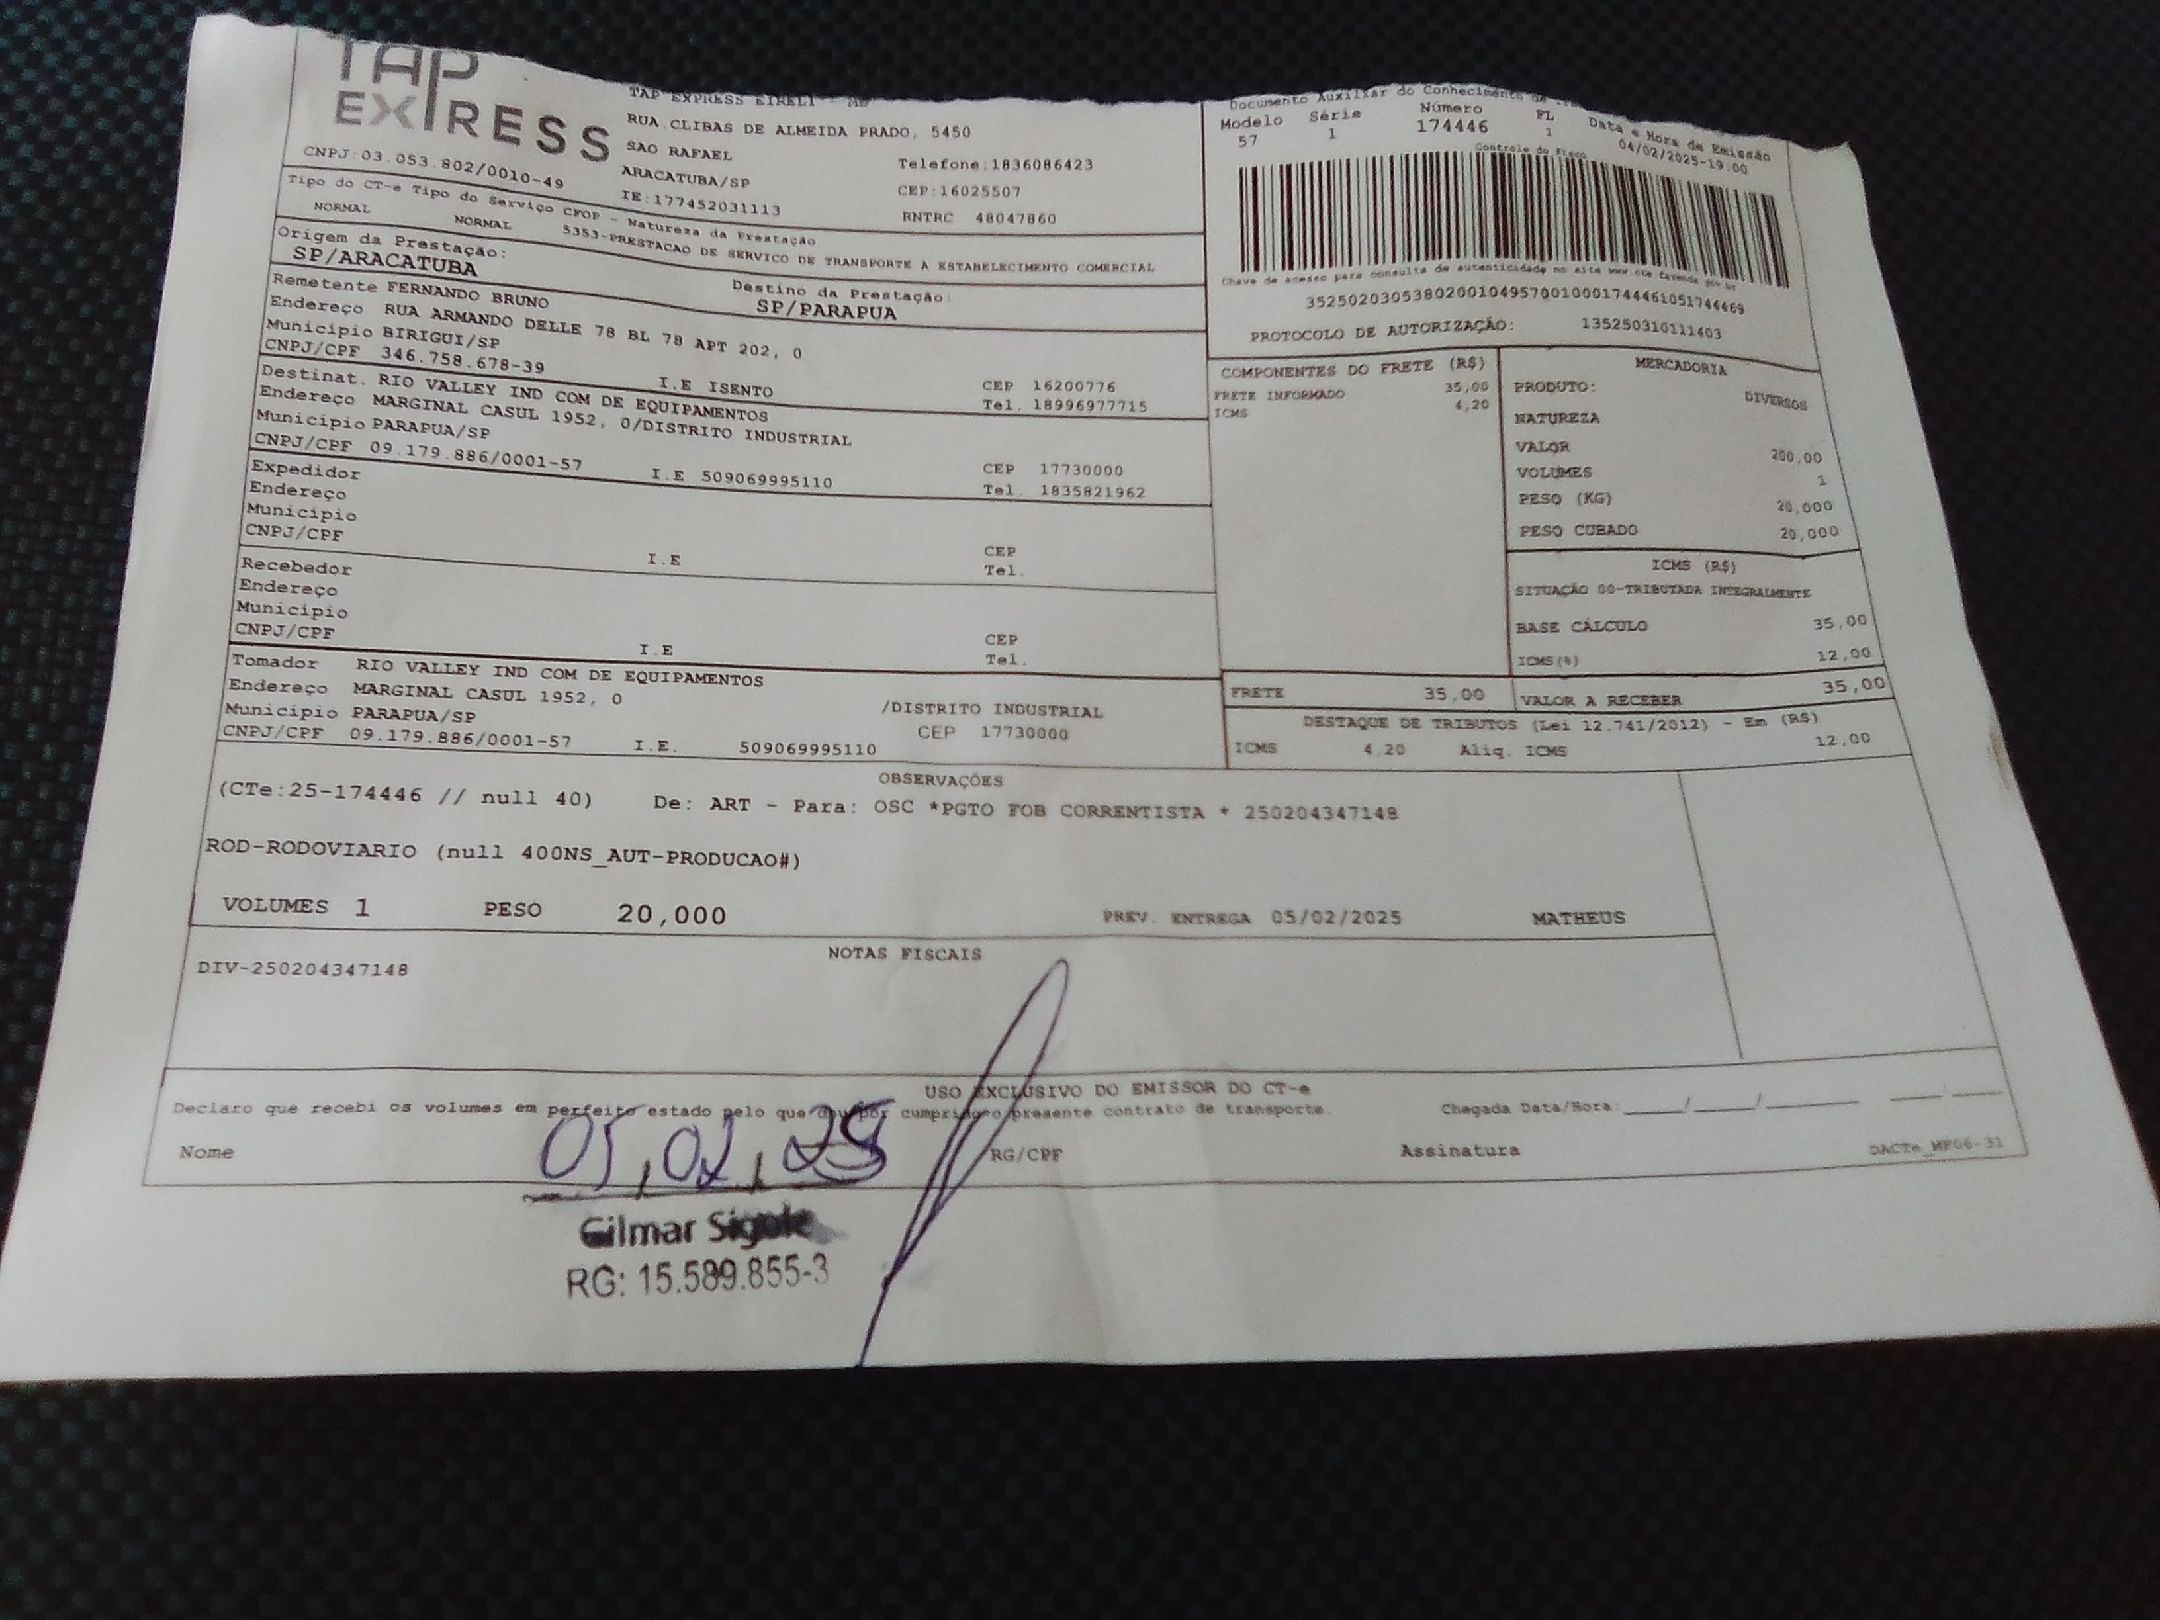 TAP
EXPRESS
CNPJ:03.053.802/0010-49
TAP EXPRESS EIRELI - ME
RUA CLIBAS DE ALMEIDA PRADO, 5450
SAO RAFAEL
ARACATUBA/SP
IE:177452031113
Telefone:1836086423
CEP:16025507
RNTRC 48047860
Documento Auxiliar do Conhecimento de
Modelo Série Número FL Data e Hora de Emissão
57 1 174446 1 04/02/2025-19.00
Controle do Fisco
Chave de acesso para consulta de autenticidade no site www.cte.fazenda.gov.br
35250203053802001049570010001744461051744469
PROTOCOLO DE AUTORIZAÇÃO: 135250310111403
Tipo do CT-e Tipo do Serviço CFOP - Natureza da Prestação
NORMAL NORMAL 5353-PRESTACAO DE SERVICO DE TRANSPORTE A ESTABELECIMENTO COMERCIAL
Origem da Prestação: Destino da Prestação:
SP/ARACATUBA SP/PARAPUA
Remetente FERNANDO BRUNO
Endereço RUA ARMANDO DELLE 78 BL 78 APT 202, 0
Município BIRIGUI/SP CEP 16200776
CNPJ/CPF 346.758.678-39 I.E ISENTO Tel. 18996977715
Destinat. RIO VALLEY IND COM DE EQUIPAMENTOS
Endereço MARGINAL CASUL 1952, 0/DISTRITO INDUSTRIAL
Município PARAPUA/SP CEP 17730000
CNPJ/CPF 09.179.886/0001-57 I.E 509069995110 Tel. 1835821962
Expedidor
Endereço
Município CEP
CNPJ/CPF I.E Tel.
Recebedor
Endereço
Município CEP
CNPJ/CPF I.E Tel.
Tomador RIO VALLEY IND COM DE EQUIPAMENTOS
Endereço MARGINAL CASUL 1952, 0 /DISTRITO INDUSTRIAL
Município PARAPUA/SP CEP 17730000
CNPJ/CPF 09.179.886/0001-57 I.E. 509069995110
COMPONENTES DO FRETE (R$)
FRETE INFORMADO 35,00
ICMS 4,20
MERCADORIA
PRODUTO: DIVERSOS
NATUREZA
VALOR 200,00
VOLUMES 1
PESO (KG) 20,000
PESO CUBADO 20,000
ICMS (R$)
SITUAÇÃO 00-TRIBUTADA INTEGRALMENTE
BASE CÁLCULO 35,00
ICMS(%) 12,00
FRETE 35,00 VALOR A RECEBER 35,00
DESTAQUE DE TRIBUTOS (Lei 12.741/2012) - Em (R$)
ICMS 4,20 Aliq. ICMS 12,00
OBSERVAÇÕES
(CTe:25-174446 // null 40) De: ART - Para: OSC *PGTO FOB CORRENTISTA * 250204347148
ROD-RODOVIARIO (null 400NS_AUT-PRODUCAO#)
VOLUMES 1 PESO 20,000 PREV. ENTREGA 05/02/2025 MATHEUS
NOTAS FISCAIS
DIV-250204347148
USO EXCLUSIVO DO EMISSOR DO CT-e
Declaro que recebi os volumes em perfeito estado pelo que dou por cumprido o presente contrato de transporte. Chegada Data/Hora:____/____/____
Nome RG/CPF Assinatura DACTe_MF06-31
05,02,25
Gilmar
RG: 15.589.855-3